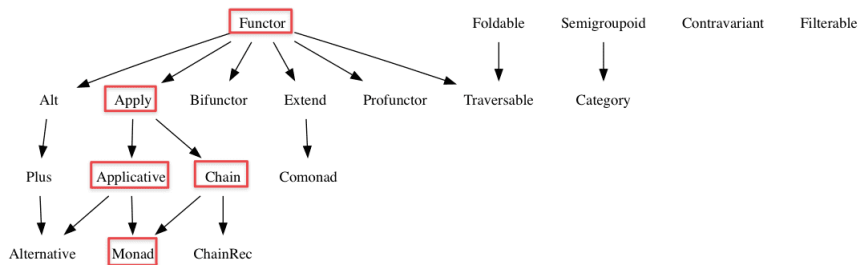 Functor Foldable Semigroupoid Contravariant Filterable
Alt Apply Bifunctor Extend Profunctor Traversable Category
Plus Applicative Chain Comonad
Alternative Monad ChainRec